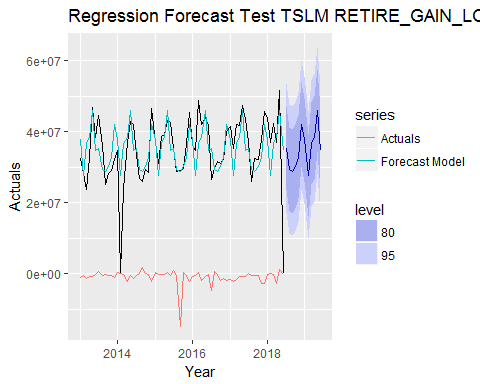 Regression Forecast Test TSLM RETIRE_GAIN_LO
series
Actuals
Forecast Model
level
80
95
6e+07
4e+07
2e+07
0e+00
Actuals
2014
2016
2018
Year